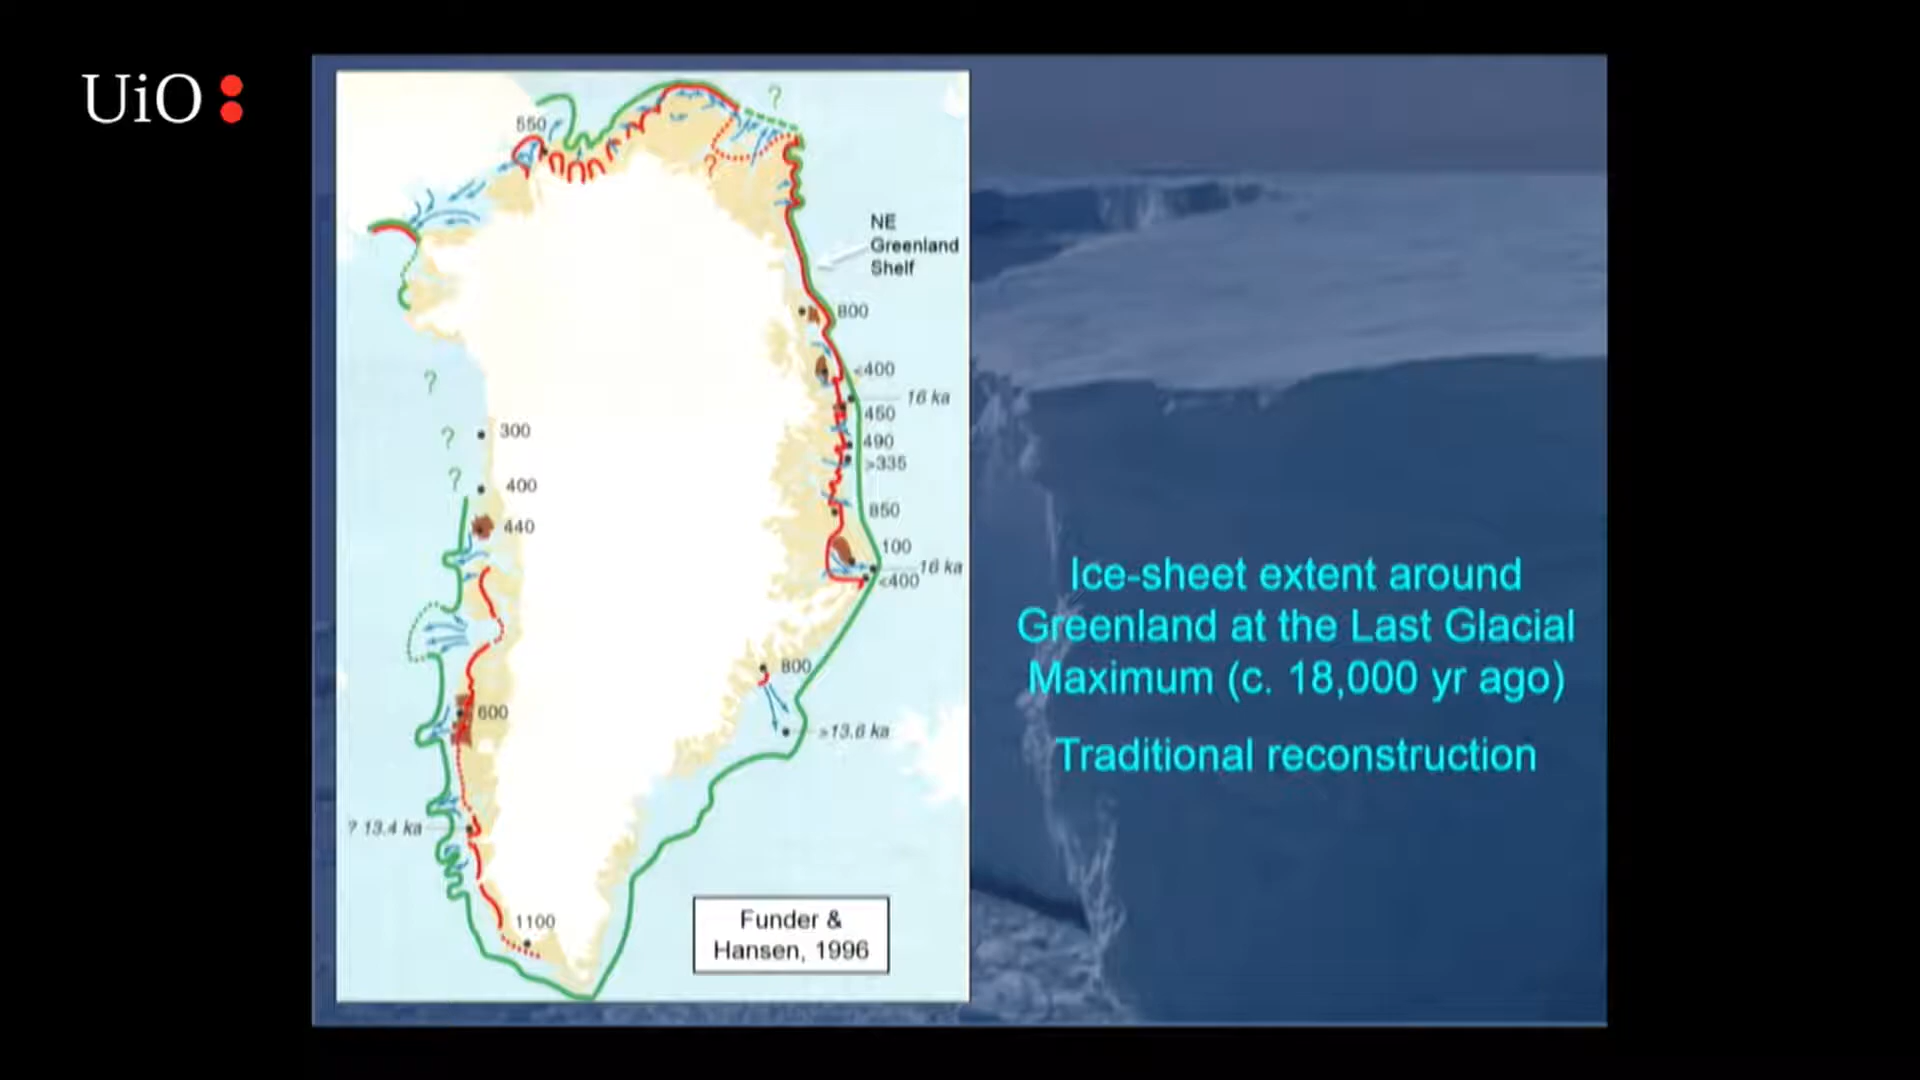 UiO:
?
550
?
NE
Greenland
Shelf
800
<400
16 ka
?
450
300
?
490
>335
?
400
440
850
100
16 ka
<400
Ice-sheet extent around
Greenland at the Last Glacial
Maximum (c. 18,000 yr ago)
800
600
>13.6 ka
Traditional reconstruction
? 13.4 ka
1100
Funder &
Hansen, 1996